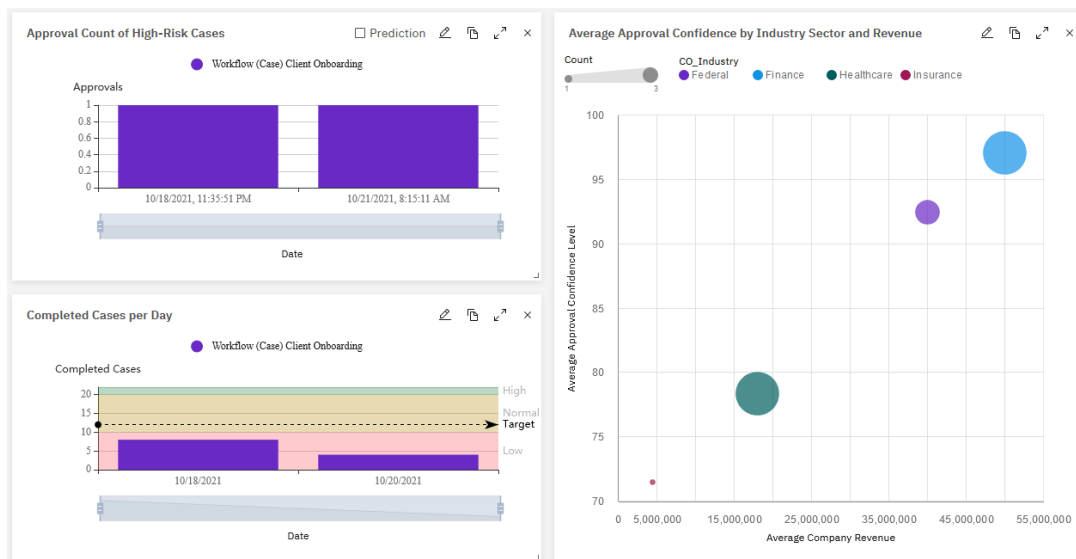 Approval Count of High-Risk Cases
Prediction
Workflow (Case) Client Onboarding
Approvals
1
0.8
0.6
0.4
0.2
0
10/18/2021, 11:35:51 PM 10/21/2021, 8:15:11 AM
Date
Completed Cases per Day
Workflow (Case) Client Onboarding
Completed Cases
20
15
10
5
0
High
Normal
Target
Low
10/18/2021 10/20/2021
Date
Average Approval Confidence by Industry Sector and Revenue
Count
1 3
CO_Industry
Federal Finance Healthcare Insurance
Average Approval Confidence Level
100
95
90
85
80
75
70
0 5,000,000 15,000,000 25,000,000 35,000,000 45,000,000 55,000,000
Average Company Revenue